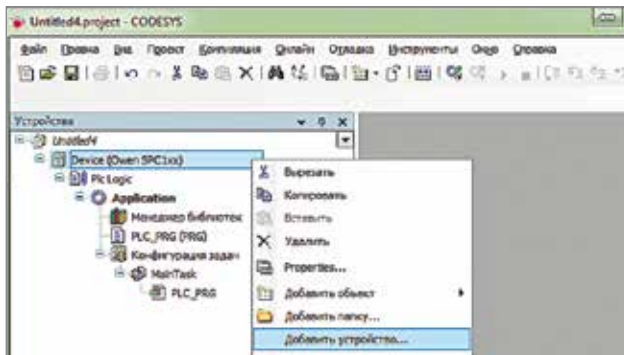 Untitled4.project - CODESYS
Файл Правка Вид Проект Компиляция Онлайн Отладка Инструменты Окно Справка
Устройства
Untitled4
Device (Owen SPC1xx)
Plc Logic
Application
Менеджер библиотек
PLC_PRG (PRG)
Конфигурация задач
MainTask
PLC_PRG
Вырезать
Копировать
Вставить
Удалить
Properties...
Добавить объект
Добавить папку...
Добавить устройство...